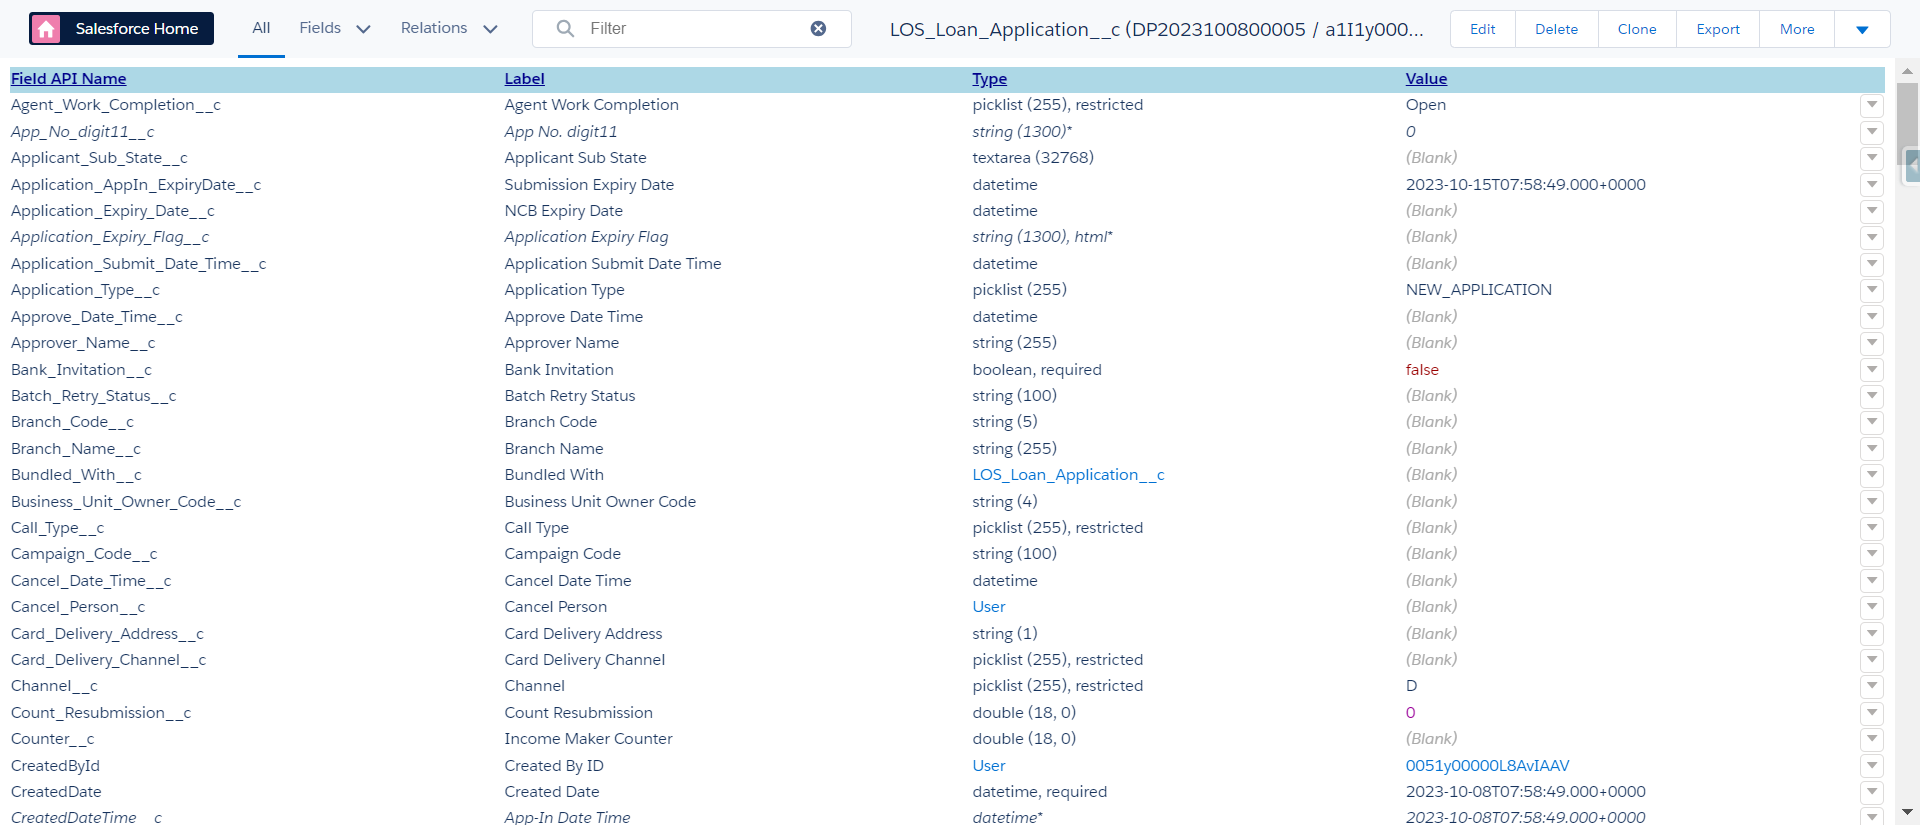 Salesforce Home All Fields Relations Filter LOS_Loan_Application__c (DP2023100800005 / a1I1y000... Edit Delete Clone Export More
Field API Name Label Type Value
Agent_Work_Completion__c Agent Work Completion picklist (255), restricted Open
App_No_digit11__c App No. digit11 string (1300)* 0
Applicant_Sub_State__c Applicant Sub State textarea (32768) (Blank)
Application_AppIn_ExpiryDate__c Submission Expiry Date datetime 2023-10-15T07:58:49.000+0000
Application_Expiry_Date__c NCB Expiry Date datetime (Blank)
Application_Expiry_Flag__c Application Expiry Flag string (1300), html* (Blank)
Application_Submit_Date_Time__c Application Submit Date Time datetime (Blank)
Application_Type__c Application Type picklist (255) NEW_APPLICATION
Approve_Date_Time__c Approve Date Time datetime (Blank)
Approver_Name__c Approver Name string (255) (Blank)
Bank_Invitation__c Bank Invitation boolean, required false
Batch_Retry_Status__c Batch Retry Status string (100) (Blank)
Branch_Code__c Branch Code string (5) (Blank)
Branch_Name__c Branch Name string (255) (Blank)
Bundled_With__c Bundled With LOS_Loan_Application__c (Blank)
Business_Unit_Owner_Code__c Business Unit Owner Code string (4) (Blank)
Call_Type__c Call Type picklist (255), restricted (Blank)
Campaign_Code__c Campaign Code string (100) (Blank)
Cancel_Date_Time__c Cancel Date Time datetime (Blank)
Cancel_Person__c Cancel Person User (Blank)
Card_Delivery_Address__c Card Delivery Address string (1) (Blank)
Card_Delivery_Channel__c Card Delivery Channel picklist (255), restricted (Blank)
Channel__c Channel picklist (255), restricted D
Count_Resubmission__c Count Resubmission double (18, 0) 0
Counter__c Income Maker Counter double (18, 0) (Blank)
CreatedById Created By ID User 0051y00000L8AvIAAV
CreatedDate Created Date datetime, required 2023-10-08T07:58:49.000+0000
CreatedDateTime__c App-In Date Time datetime* 2023-10-08T07:58:49.000+0000